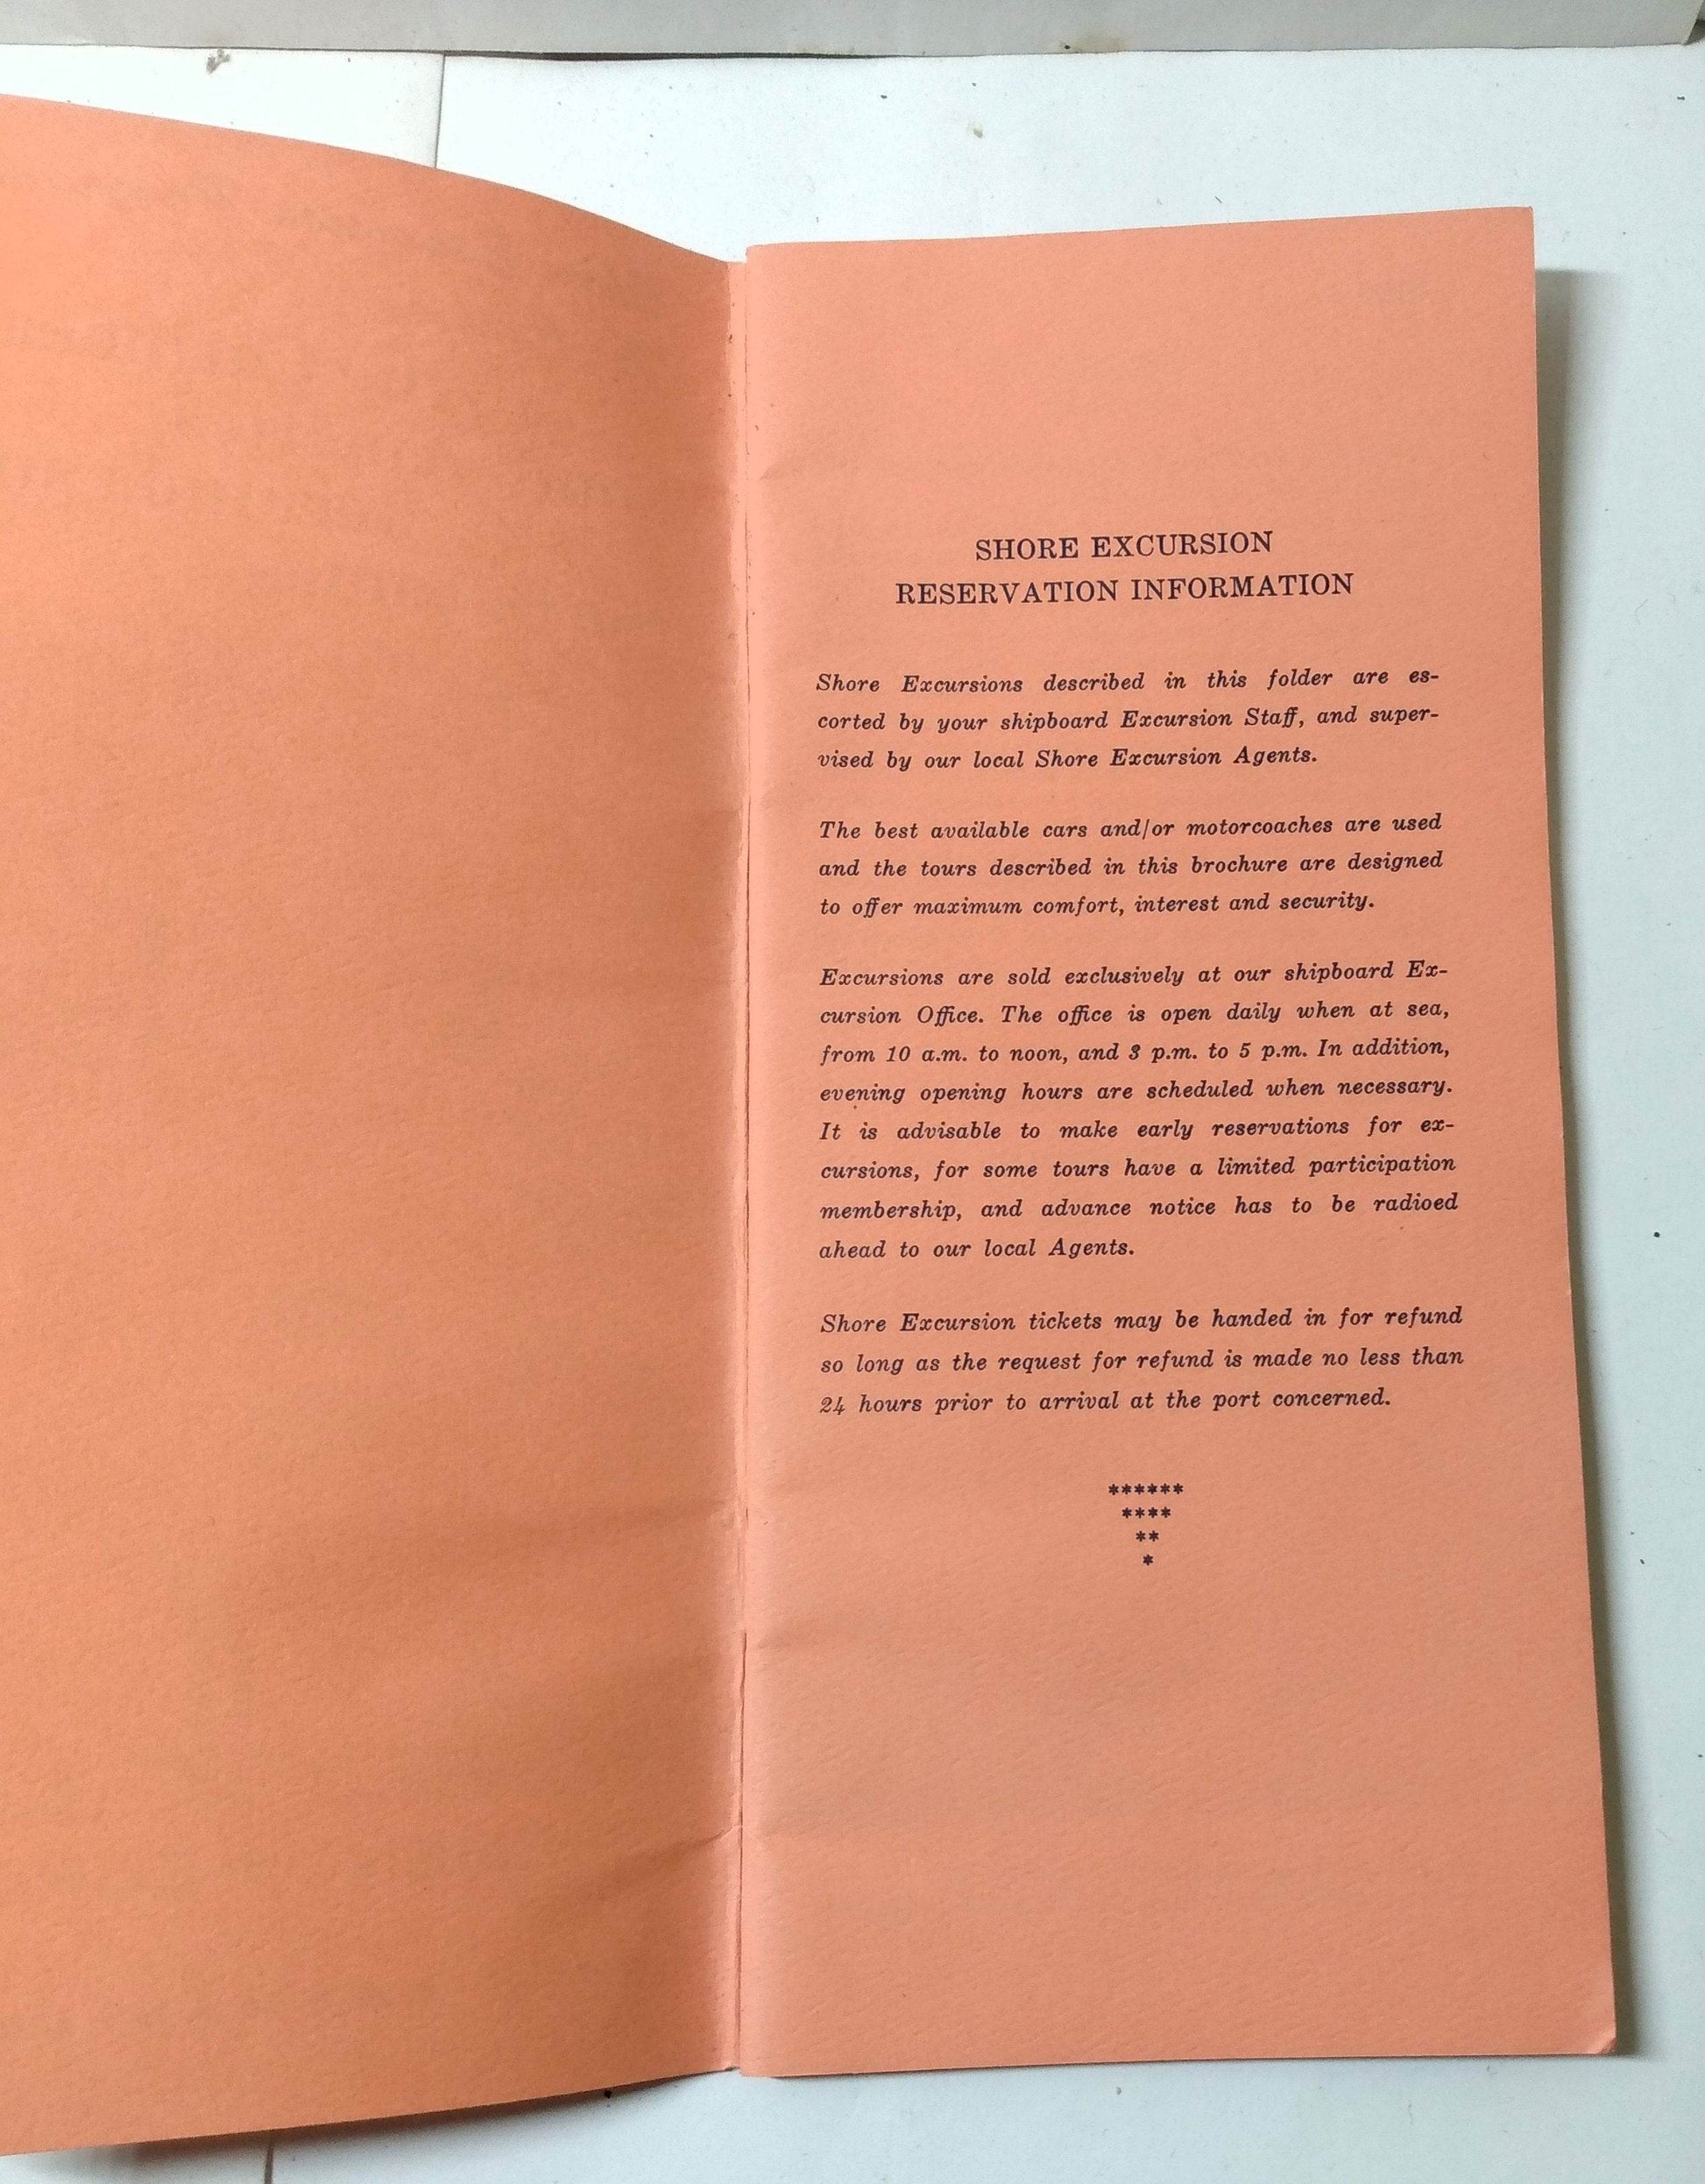 SHORE EXCURSION
RESERVATION INFORMATION
Shore Excursions described in this folder are es-
corted by your shipboard Excursion Staff, and super-
vised by our local Shore Excursion Agents.
The best available cars and/or motorcoaches are used
and the tours described in this brochure are designed
to offer maximum comfort, interest and security.
Excursions are sold exclusively at our shipboard Ex-
cursion Office. The office is open daily when at sea,
from 10 a.m. to noon, and 3 p.m. to 5 p.m. In addition,
evening opening hours are scheduled when necessary.
It is advisable to make early reservations for ex-
cursions, for some tours have a limited participation
membership, and advance notice has to be radioed
ahead to our local Agents.
Shore Excursion tickets may be handed in for refund
so long as the request for refund is made no less than
24 hours prior to arrival at the port concerned.
******
****
**
*